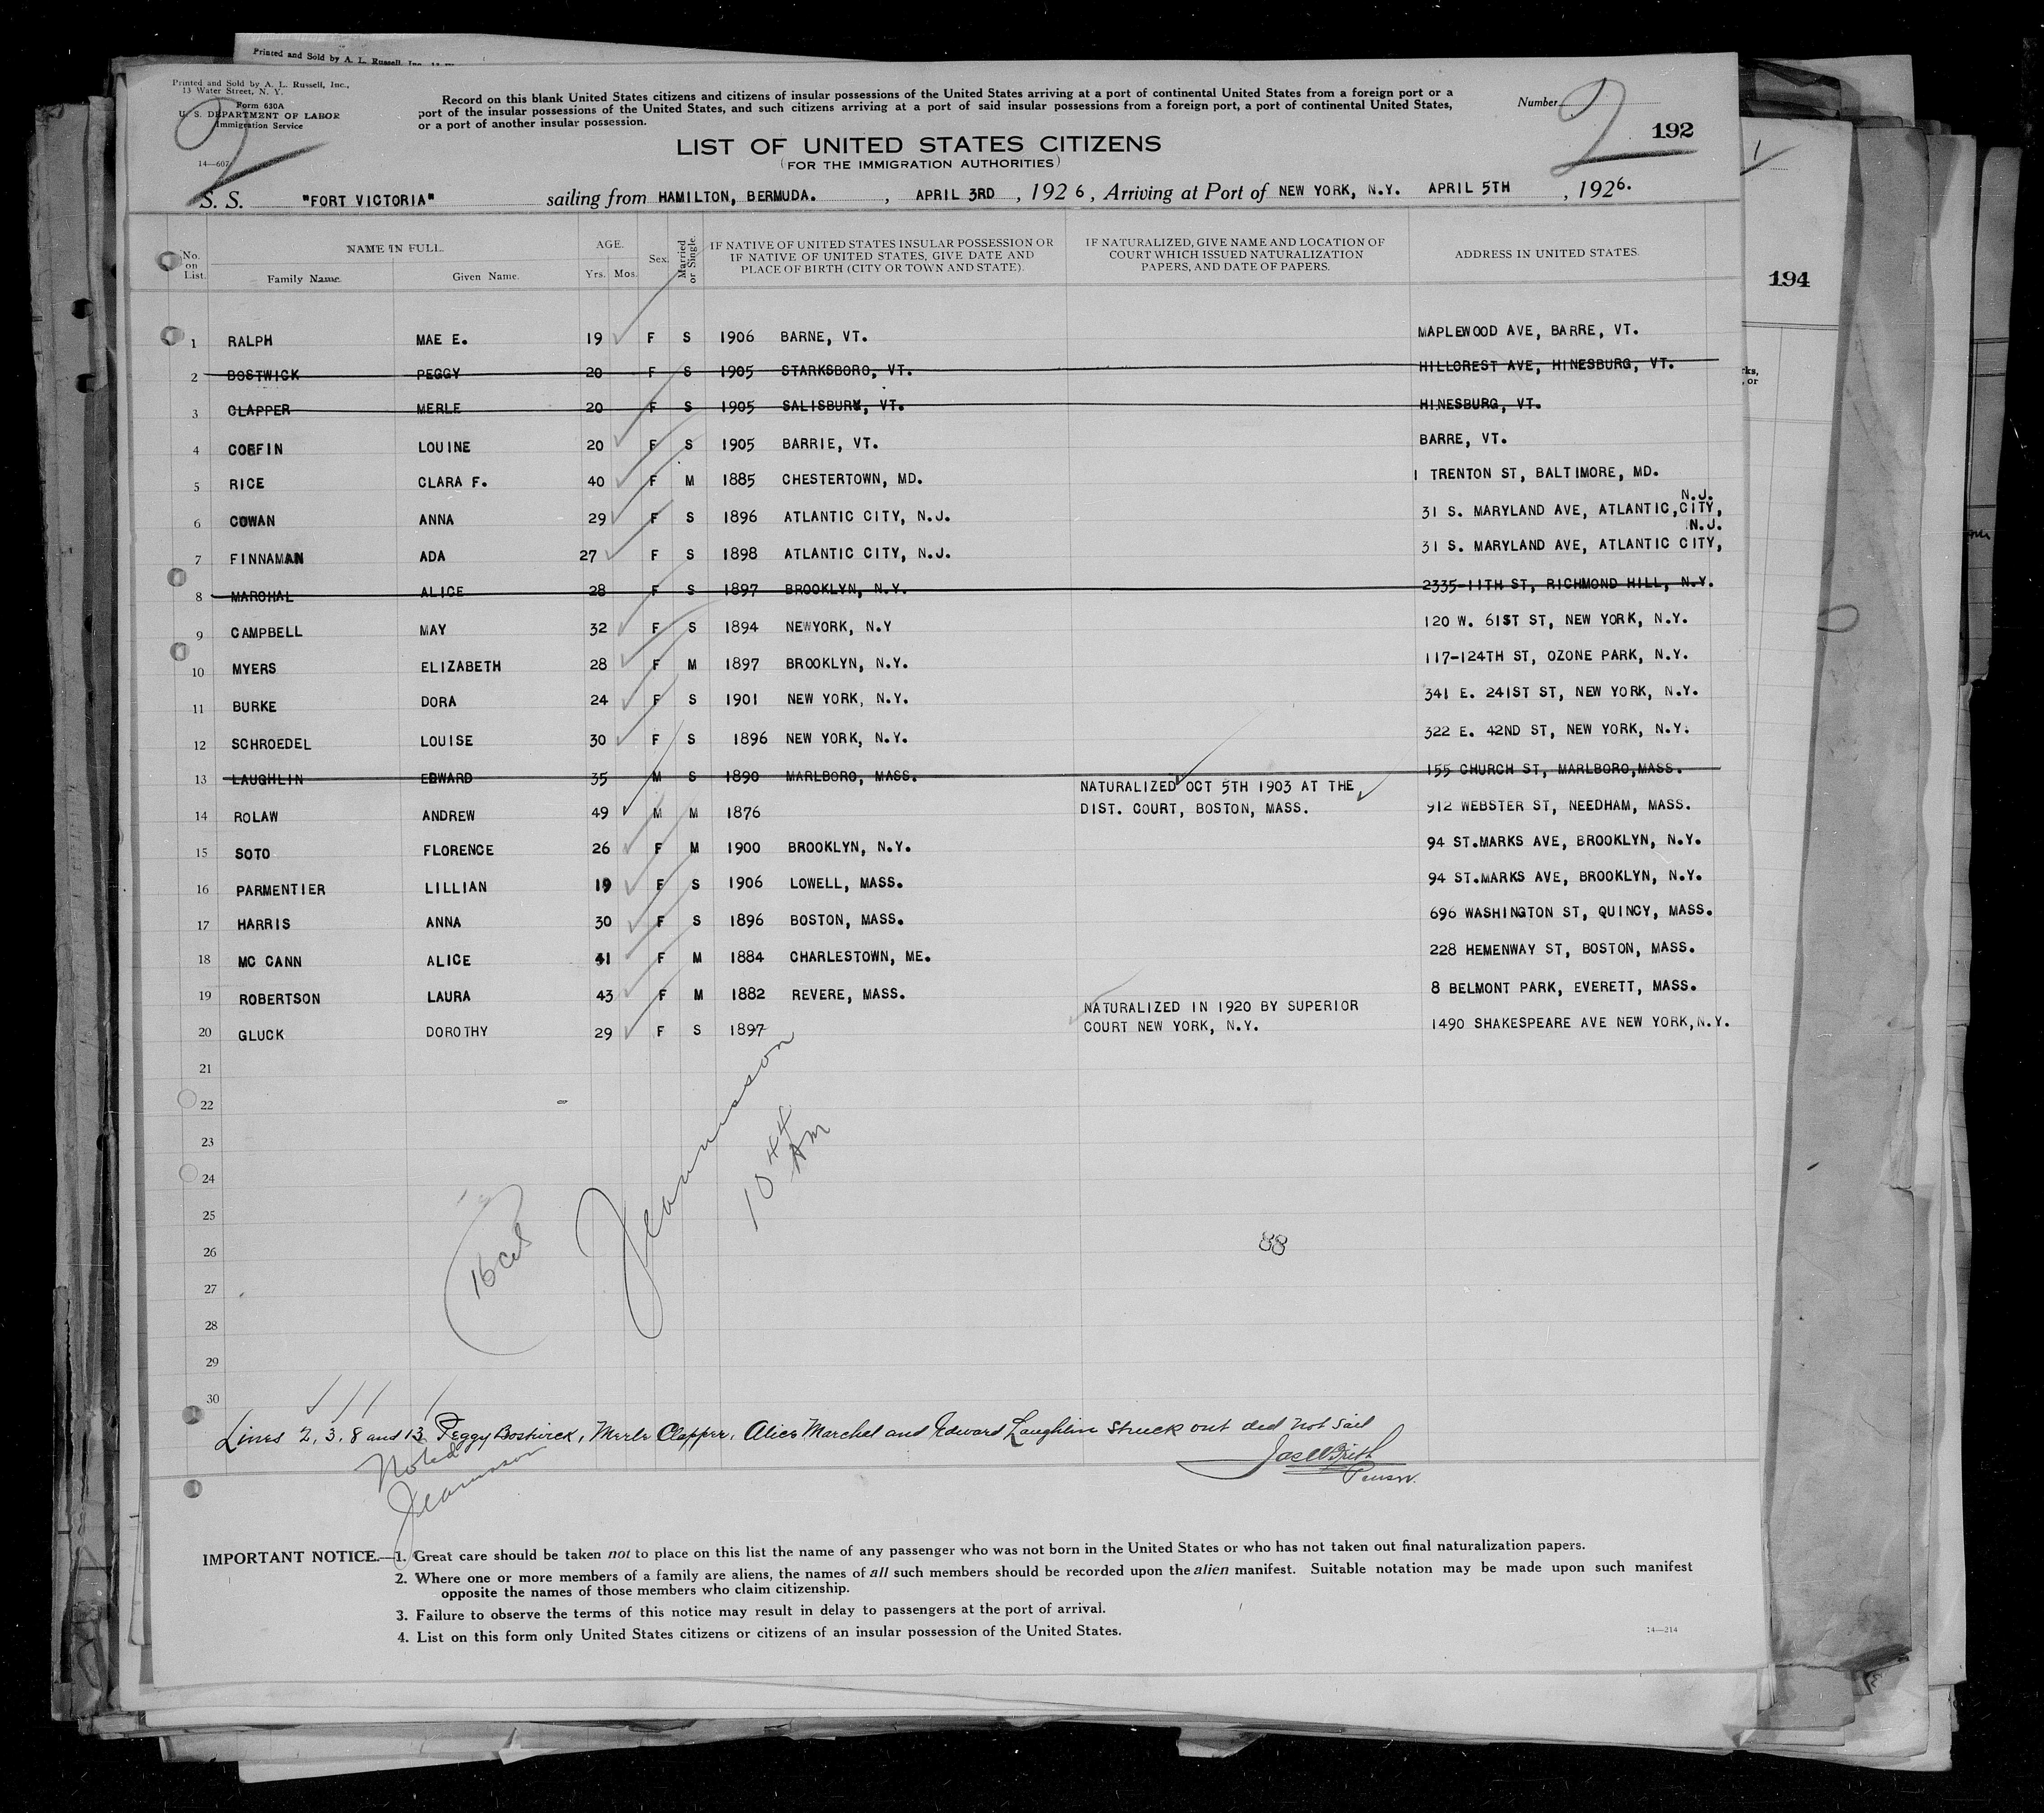 Printed and Sold by A. L. Russell, Inc.
Printed and Sold by A. L. Russell, Inc.,
13 Water Street, N. Y.
Form 630A
U. S. DEPARTMENT OF LABOR
Immigration Service
14—607
2
Record on this blank United States citizens and citizens of insular possessions of the United States arriving at a port of continental United States from a foreign port or a
port of the insular possessions of the United States, and such citizens arriving at a port of said insular possessions from a foreign port, a port of continental United States,
or a port of another insular possession.
Number 2
192
LIST OF UNITED STATES CITIZENS
(FOR THE IMMIGRATION AUTHORITIES)
S. S. "FORT VICTORIA" sailing from HAMILTON, BERMUDA. , APRIL 3RD , 192 6 , Arriving at Port of NEW YORK, N.Y. APRIL 5TH , 1926.
No. on List. NAME IN FULL. Family Name. Given Name. AGE. Yrs. Mos. Sex. Married or Single. IF NATIVE OF UNITED STATES INSULAR POSSESSION OR IF NATIVE OF UNITED STATES, GIVE DATE AND PLACE OF BIRTH (CITY OR TOWN AND STATE). IF NATURALIZED, GIVE NAME AND LOCATION OF COURT WHICH ISSUED NATURALIZATION PAPERS, AND DATE OF PAPERS. ADDRESS IN UNITED STATES.
194
1 RALPH MAE E. 19 F S 1906 BARNE, VT. MAPLEWOOD AVE, BARRE, VT.
2 BOSTWICK PEGGY 20 F S 1905 STARKSBORO, VT. HILLCREST AVE, HINESBURG, VT.
3 CLAPPER MERLE 20 F S 1905 SALISBURY, VT. HINESBURG, VT.
4 COFFIN LOUINE 20 F S 1905 BARRIE, VT. BARRE, VT.
5 RICE CLARA F. 40 F M 1885 CHESTERTOWN, MD. 1 TRENTON ST, BALTIMORE, MD.
N.J.
6 COWAN ANNA 29 F S 1896 ATLANTIC CITY, N.J. 31 S. MARYLAND AVE, ATLANTIC,CITY,
N.J.
7 FINNAMAN ADA 27 F S 1898 ATLANTIC CITY, N.J. 31 S. MARYLAND AVE, ATLANTIC CITY,
8 MARCHAL ALICE 28 F S 1897 BROOKLYN, N.Y. 2335-11TH ST, RICHMOND HILL, N.Y.
9 CAMPBELL MAY 32 F S 1894 NEWYORK, N.Y 120 W. 61ST ST, NEW YORK, N.Y.
10 MYERS ELIZABETH 28 F M 1897 BROOKLYN, N.Y. 117-124TH ST, OZONE PARK, N.Y.
11 BURKE DORA 24 F S 1901 NEW YORK, N.Y. 341 E. 241ST ST, NEW YORK, N.Y.
12 SCHROEDEL LOUISE 30 F S 1896 NEW YORK, N.Y. 322 E. 42ND ST, NEW YORK, N.Y.
13 LAUGHLIN EDWARD 35 M S 1890 MARLBORO, MASS. 155 CHURCH ST, MARLBORO,MASS.
NATURALIZED OCT 5TH 1903 AT THE
14 ROLAW ANDREW 49 M M 1876 DIST. COURT, BOSTON, MASS. 912 WEBSTER ST, NEEDHAM, MASS.
15 SOTO FLORENCE 26 F M 1900 BROOKLYN, N.Y. 94 ST.MARKS AVE, BROOKLYN, N.Y.
16 PARMENTIER LILLIAN 19 F S 1906 LOWELL, MASS. 94 ST.MARKS AVE, BROOKLYN, N.Y.
17 HARRIS ANNA 30 F S 1896 BOSTON, MASS. 696 WASHINGTON ST, QUINCY, MASS.
18 MC CANN ALICE 41 F M 1884 CHARLESTOWN, ME. 228 HEMENWAY ST, BOSTON, MASS.
19 ROBERTSON LAURA 43 F M 1882 REVERE, MASS. 8 BELMONT PARK, EVERETT, MASS.
NATURALIZED IN 1920 BY SUPERIOR
20 GLUCK DOROTHY 29 F S 1897 COURT NEW YORK, N.Y. 1490 SHAKESPEARE AVE NEW YORK,N.Y.
21
22
23
24
25
26
27
28
29
30
10 44 AM
88
Lines 2, 3, 8 and 13 Peggy Bostwick, Merle Clapper, Alice Marchal and Edward Laughlin struck out did not sail
Noted
Purser.
IMPORTANT NOTICE.—1. Great care should be taken not to place on this list the name of any passenger who was not born in the United States or who has not taken out final naturalization papers.
2. Where one or more members of a family are aliens, the names of all such members should be recorded upon the alien manifest. Suitable notation may be made upon such manifest
opposite the names of those members who claim citizenship.
3. Failure to observe the terms of this notice may result in delay to passengers at the port of arrival.
4. List on this form only United States citizens or citizens of an insular possession of the United States.
14—214